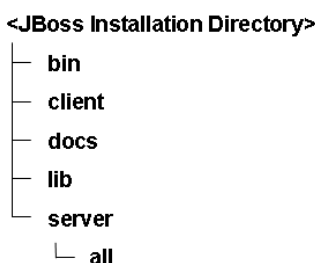 <JBoss Installation Directory>
bin
client
docs
lib
server
all